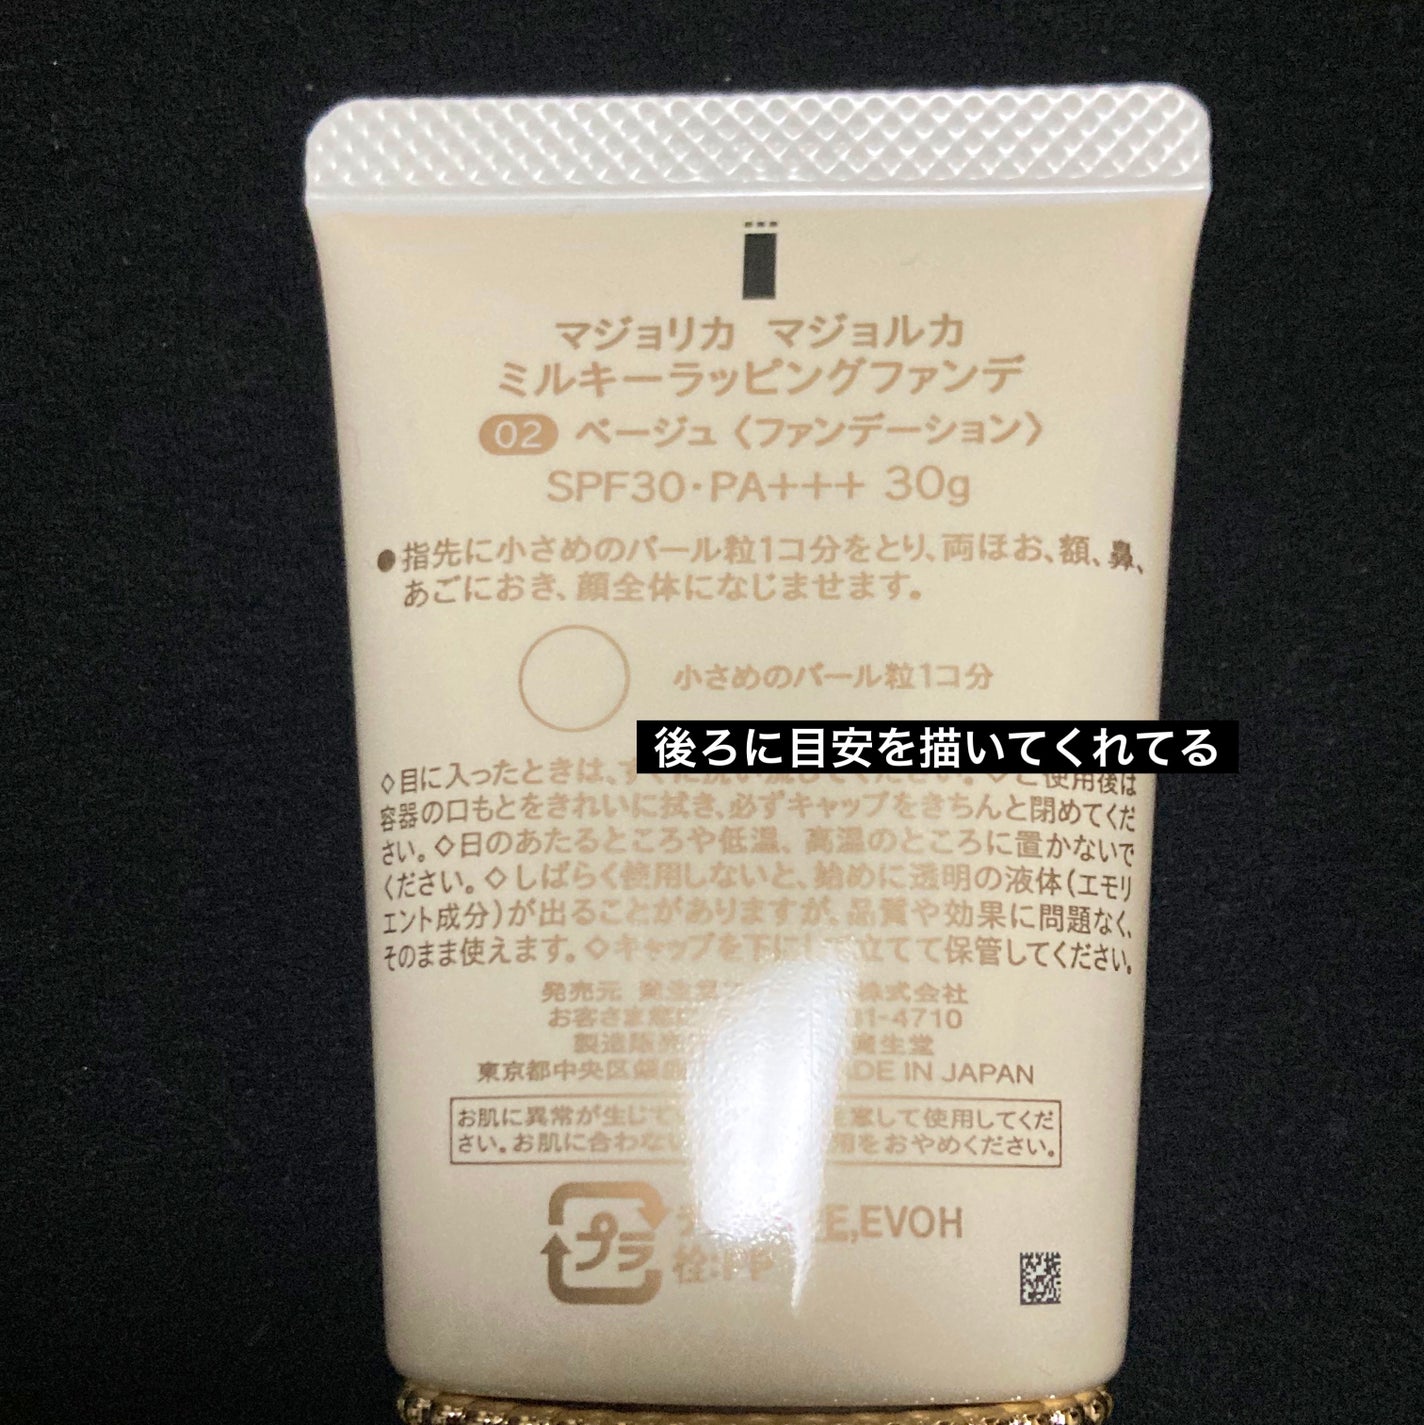 マジョリカ マジョルカ
ミルキーラッピングファンデ
02 ベージュ〈ファンデーション〉
SPF30・PA+++ 30g
●指先に小さめのパール粒1コ分をとり、両ほお、額、鼻、
あごにおき、顔全体になじませます。
小さめのパール粒1コ分
後ろに目安を描いてくれてる
◇目に入ったときは、す
◇ご使用後は
容器の口もとをきれいに拭き、必ずキャップをきちんと閉めてくだ
さい。◇日のあたるところや低温、高温のところに置かないで
ください。◇しばらく使用しないと、始めに透明の液体(エモリ
エント成分)が出ることがありますが、品質や効果に問題なく、
そのまま使えます。◇キャップを下にして立てて保管してください。
発売元 株式会社
お客さま 4710
製造販売 資生堂
東京都中央区銀座 DE IN JAPAN
お肌に異常が生じて 意して使用してくだ
さい。お肌に合わない 用をおやめください。
プラ
E,EVOH
栓:PP